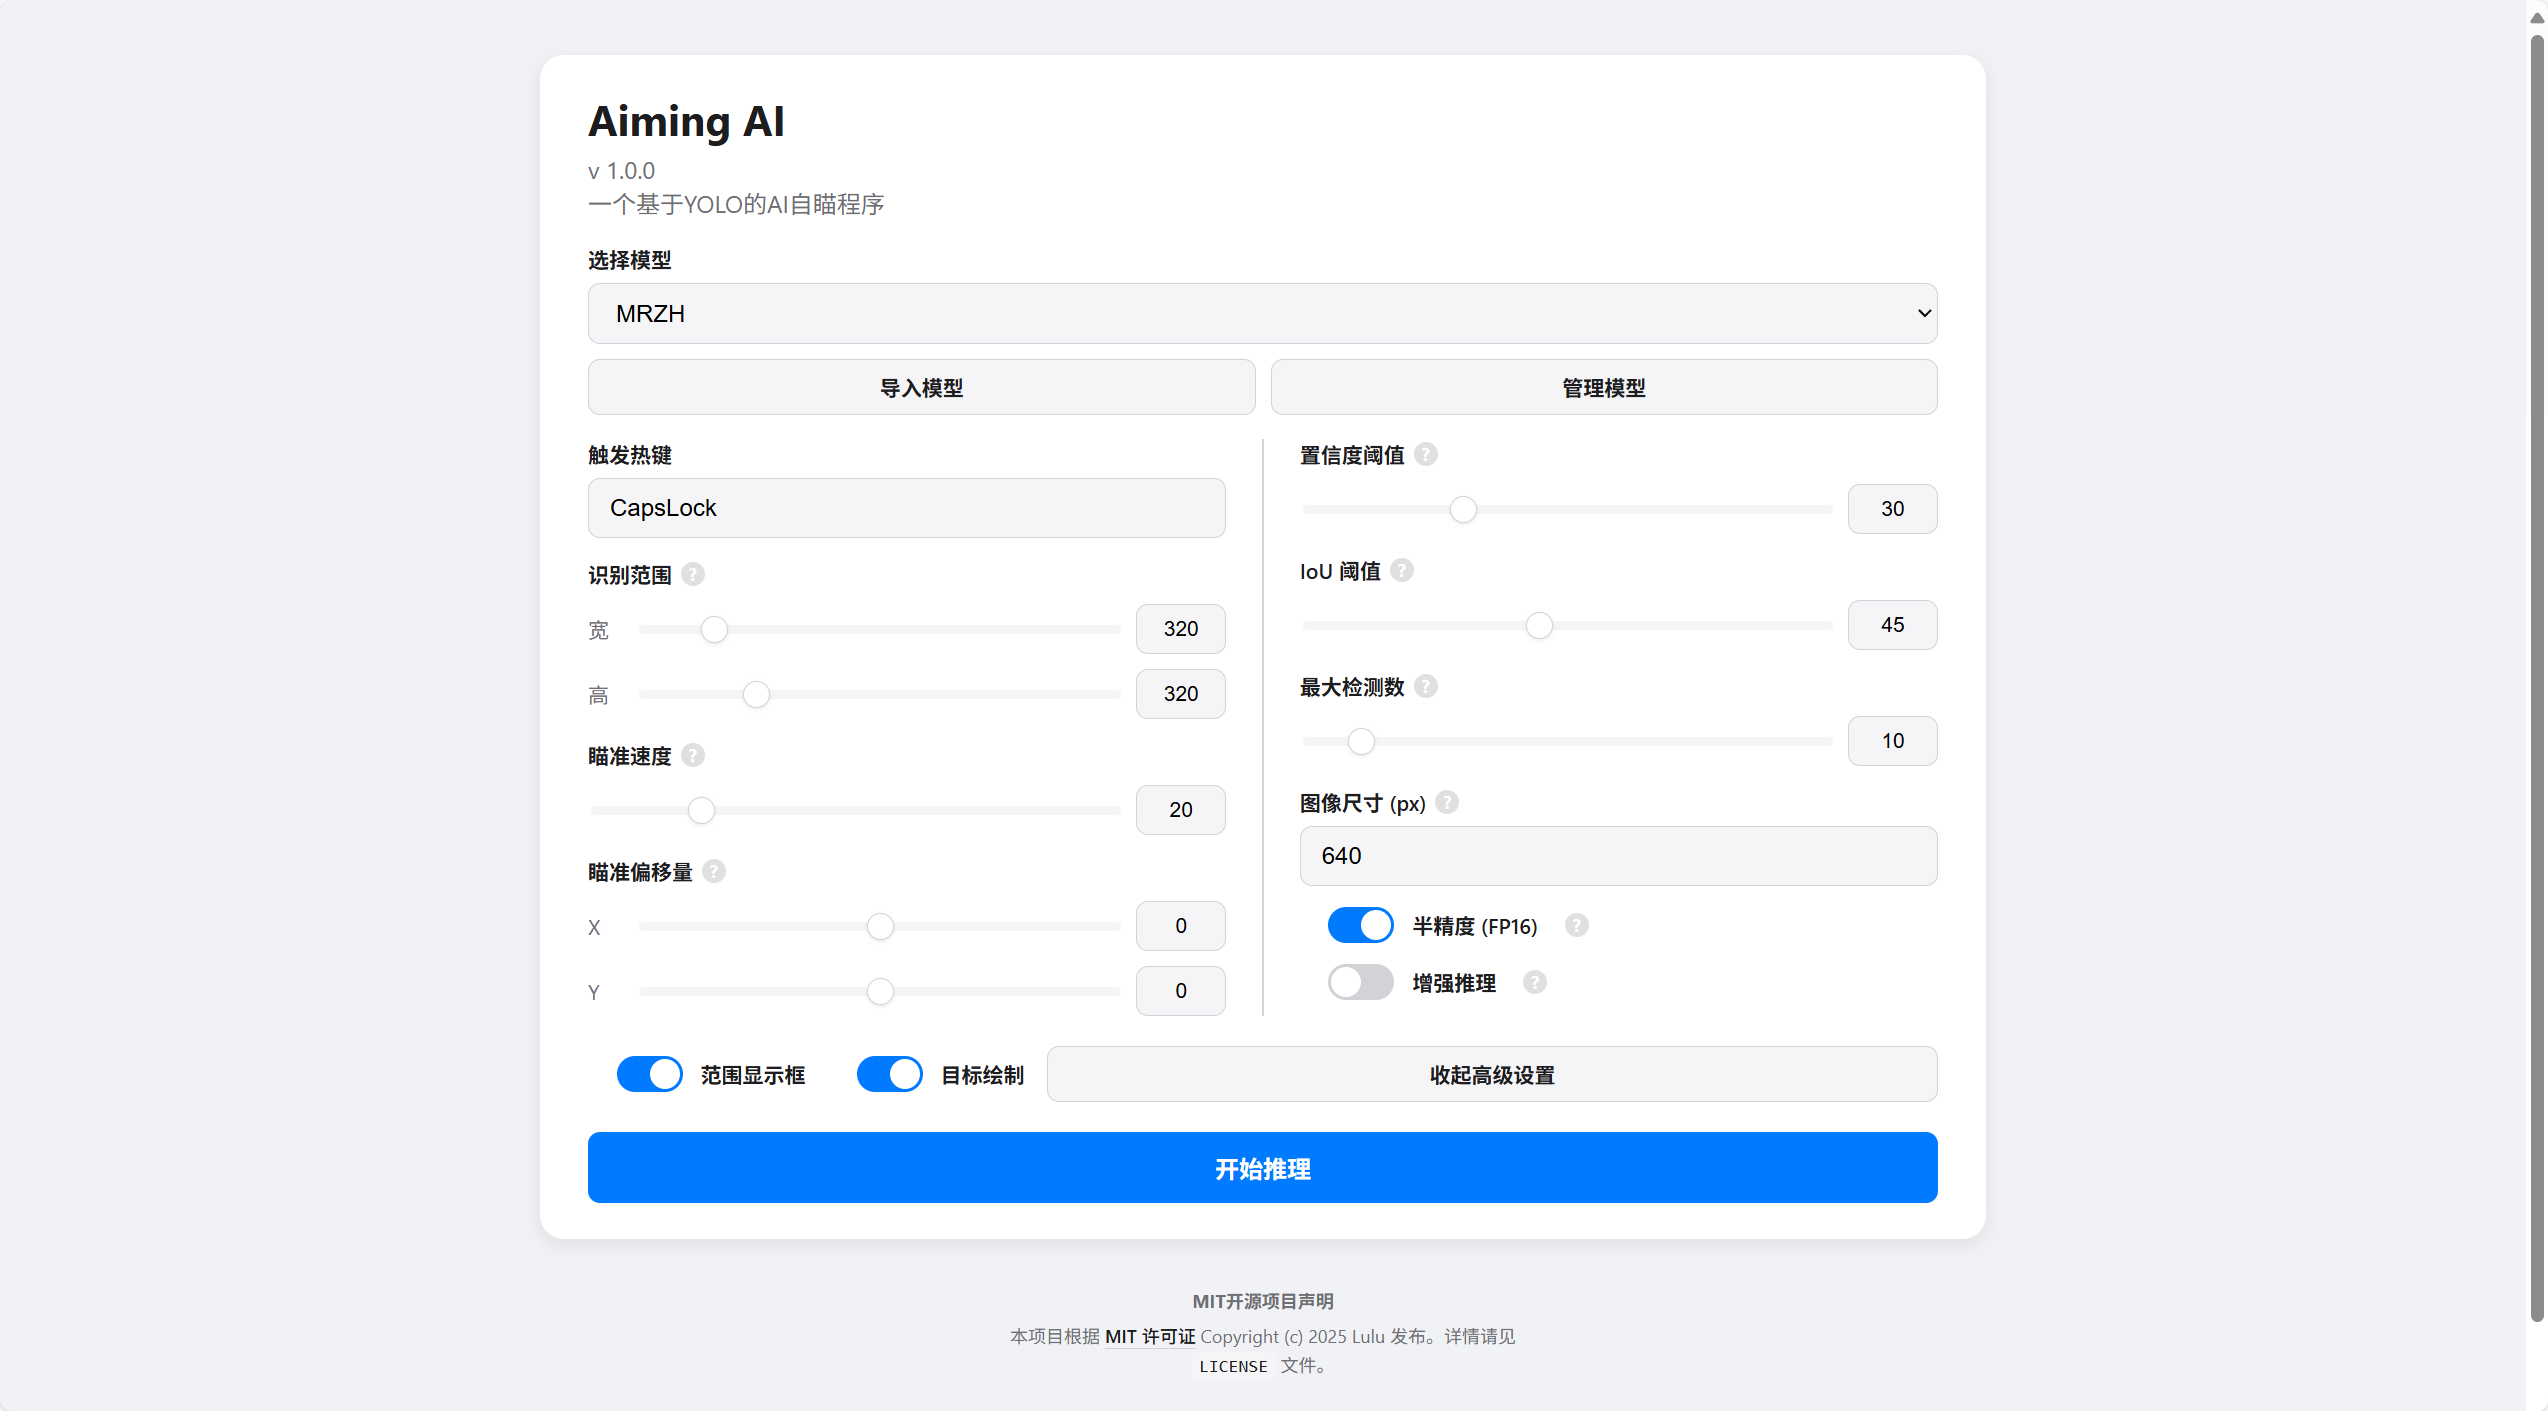 Aiming AI
v 1.0.0
一个基于YOLO的AI自瞄程序
选择模型
MRZH
导入模型
管理模型
触发热键
CapsLock
识别范围 ?
宽
320
高
320
瞄准速度 ?
20
瞄准偏移量 ?
X
0
Y
0
置信度阈值 ?
30
IoU 阈值 ?
45
最大检测数 ?
10
图像尺寸 (px) ?
640
半精度 (FP16) ?
增强推理 ?
范围显示框
目标绘制
收起高级设置
开始推理
MIT开源项目声明
本项目根据 MIT 许可证 Copyright (c) 2025 Lulu 发布。详情请见
LICENSE 文件。